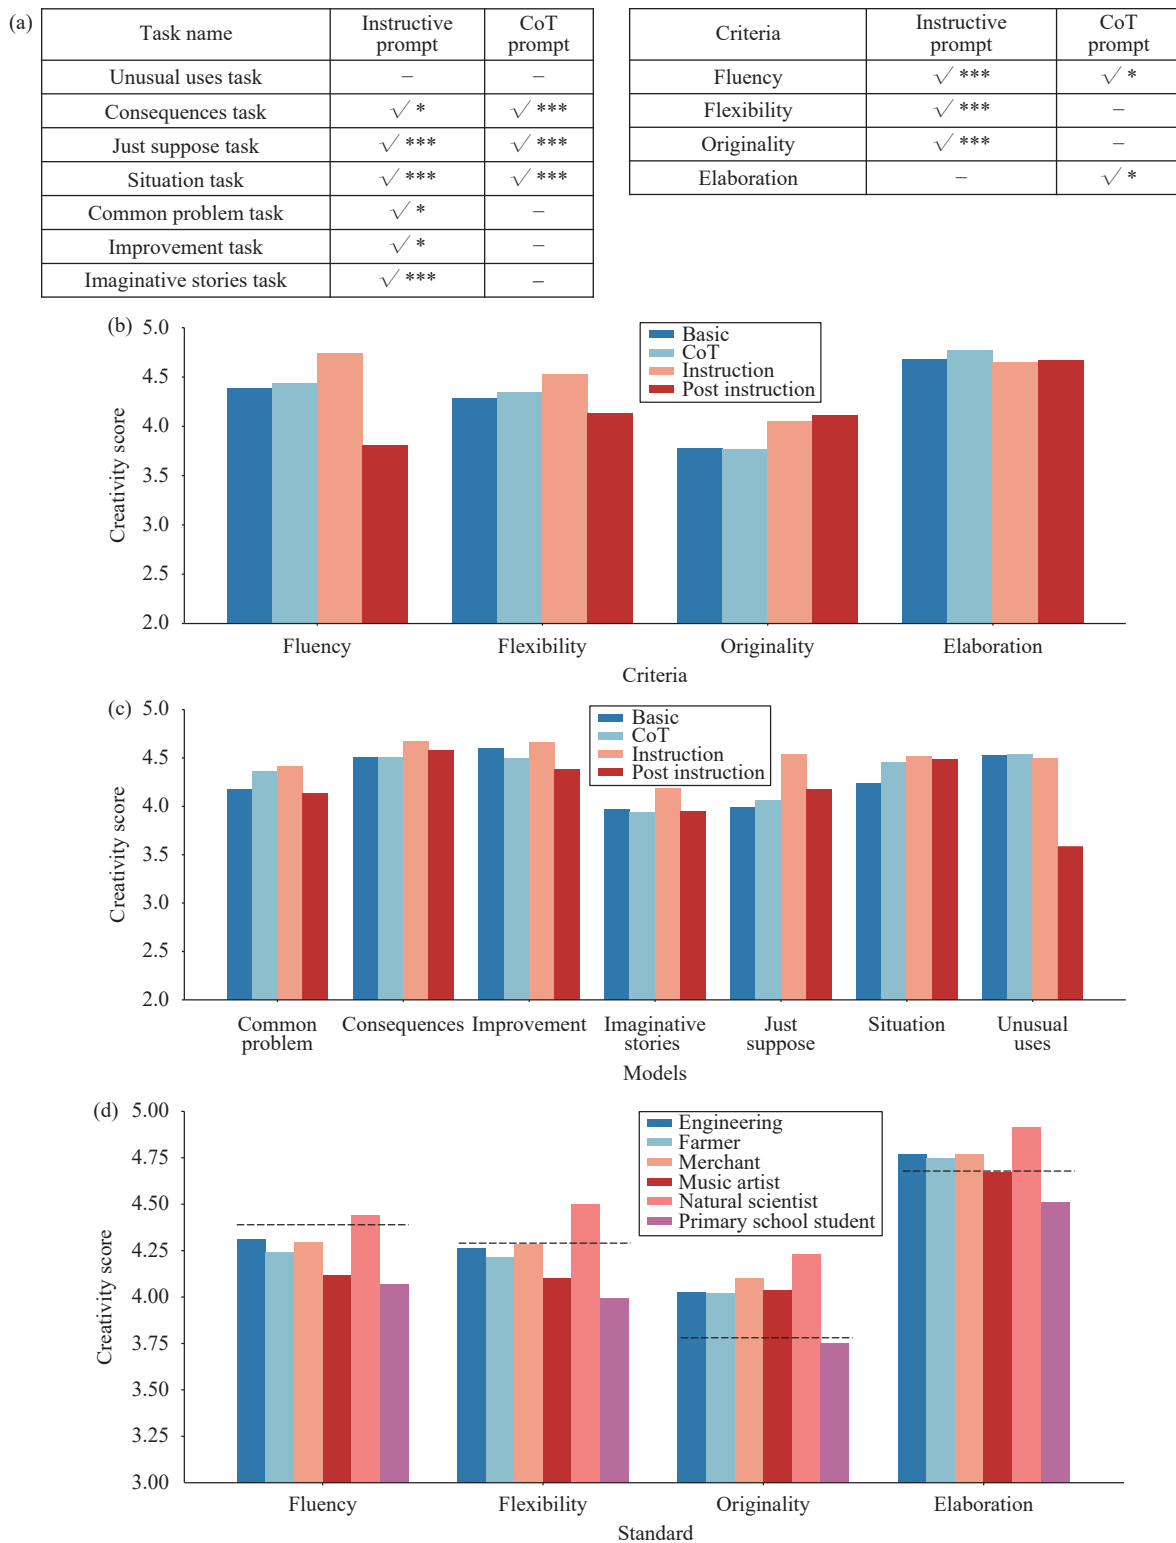 (a)
Task name Instructive prompt CoT prompt
Unusual uses task – –
Consequences task √ * √ ***
Just suppose task √ *** √ ***
Situation task √ *** √ ***
Common problem task √ * –
Improvement task √ * –
Imaginative stories task √ *** –
Criteria Instructive prompt CoT prompt
Fluency √ *** √ *
Flexibility √ *** –
Originality √ *** –
Elaboration – √ *
(b)
Creativity score
5.0
4.5
4.0
3.5
3.0
2.5
2.0
Basic
CoT
Instruction
Post instruction
Fluency Flexibility Originality Elaboration
Criteria
(c)
Creativity score
5.0
4.5
4.0
3.5
3.0
2.5
2.0
Basic
CoT
Instruction
Post instruction
Common problem Consequences Improvement Imaginative stories Just suppose Situation Unusual uses
Models
(d)
Creativity score
5.00
4.75
4.50
4.25
4.00
3.75
3.50
3.25
3.00
Engineering
Farmer
Merchant
Music artist
Natural scientist
Primary school student
Fluency Flexibility Originality Elaboration
Standard